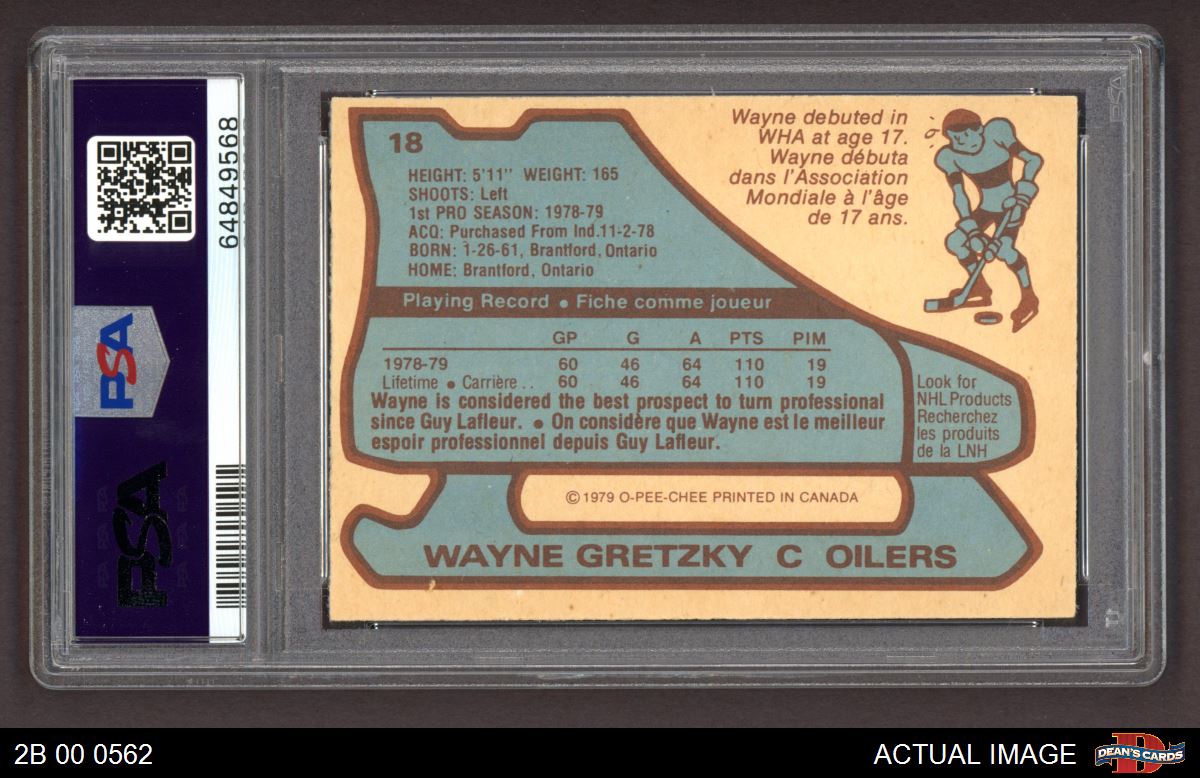 64849568
PSA
PSA
18
HEIGHT: 5'11" WEIGHT: 165
SHOOTS: Left
1st PRO SEASON: 1978-79
ACQ: Purchased From Ind.11-2-78
BORN: 1-26-61, Brantford, Ontario
HOME: Brantford, Ontario
Wayne debuted in
WHA at age 17.
Wayne débuta
dans l'Association
Mondiale à l'âge
de 17 ans.
Playing Record • Fiche comme joueur
GP G A PTS PIM
1978-79 60 46 64 110 19
Lifetime • Carrière.. 60 46 64 110 19
Wayne is considered the best prospect to turn professional
since Guy Lafleur. • On considère que Wayne est le meilleur
espoir professionnel depuis Guy Lafleur.
Look for
NHL Products
Recherchez
les produits
de la LNH
©1979 O-PEE-CHEE PRINTED IN CANADA
WAYNE GRETZKY C OILERS
2B 00 0562
ACTUAL IMAGE
DEAN'S CARDS